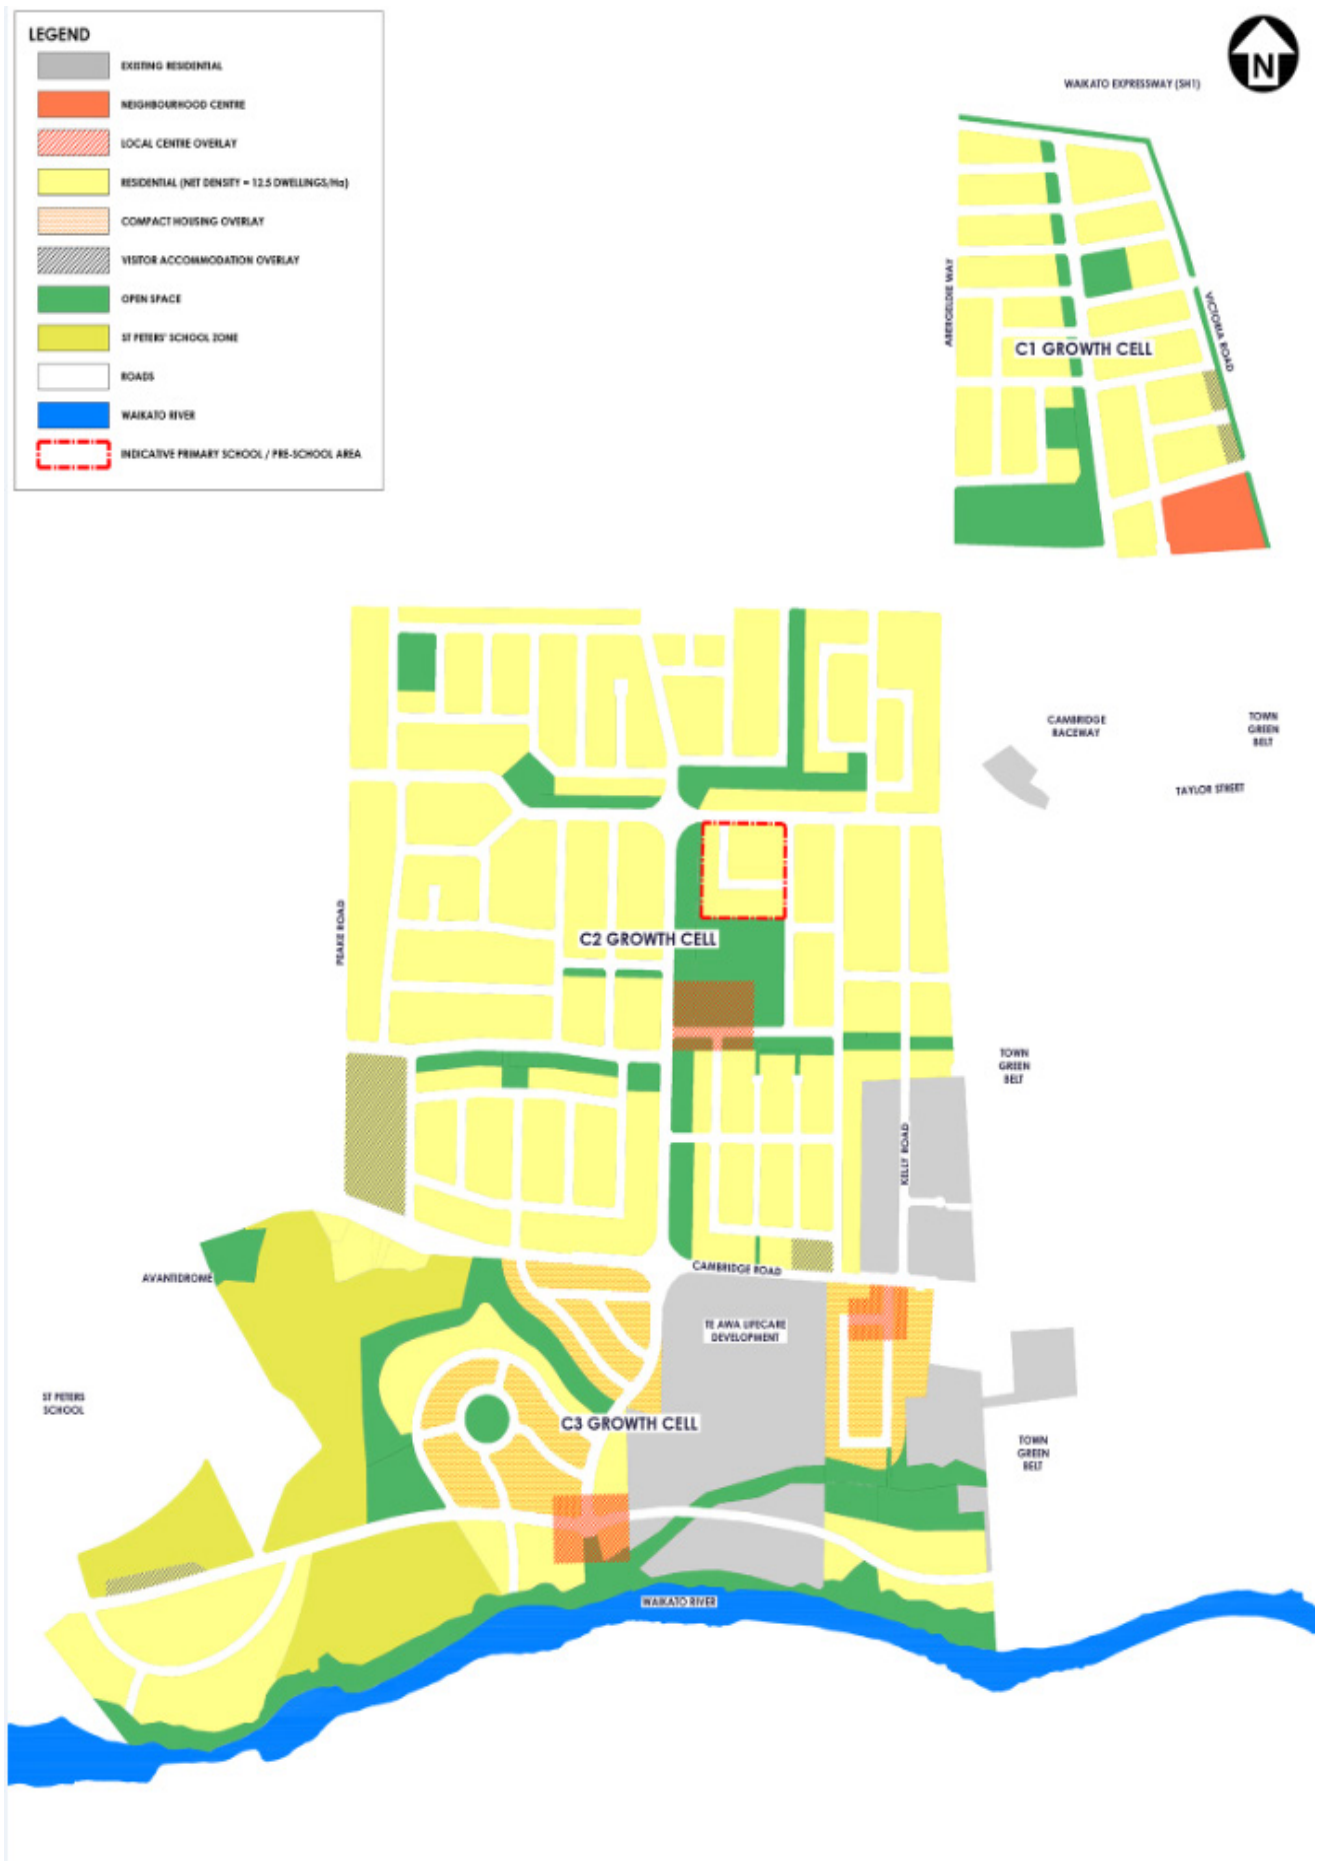 LEGEND
EXISTING RESIDENTIAL
NEIGHBOURHOOD CENTRE
LOCAL CENTRE OVERLAY
RESIDENTIAL (NET DENSITY = 12.5 DWELLINGS/Ha)
COMPACT HOUSING OVERLAY
VISITOR ACCOMMODATION OVERLAY
OPEN SPACE
ST PETERS' SCHOOL ZONE
ROADS
WAIKATO RIVER
INDICATIVE PRIMARY SCHOOL / PRE-SCHOOL AREA
N
WAIKATO EXPRESSWAY (SH1)
ABERGELDIE WAY
VICTORIA ROAD
C1 GROWTH CELL
CAMBRIDGE
RACEWAY
TOWN
GREEN
BELT
TAYLOR STREET
PEAKE ROAD
C2 GROWTH CELL
TOWN
GREEN
BELT
KELLY ROAD
CAMBRIDGE ROAD
AVANTIDROME
TE AWA LIFECARE
DEVELOPMENT
ST PETERS
SCHOOL
C3 GROWTH CELL
TOWN
GREEN
BELT
WAIKATO RIVER